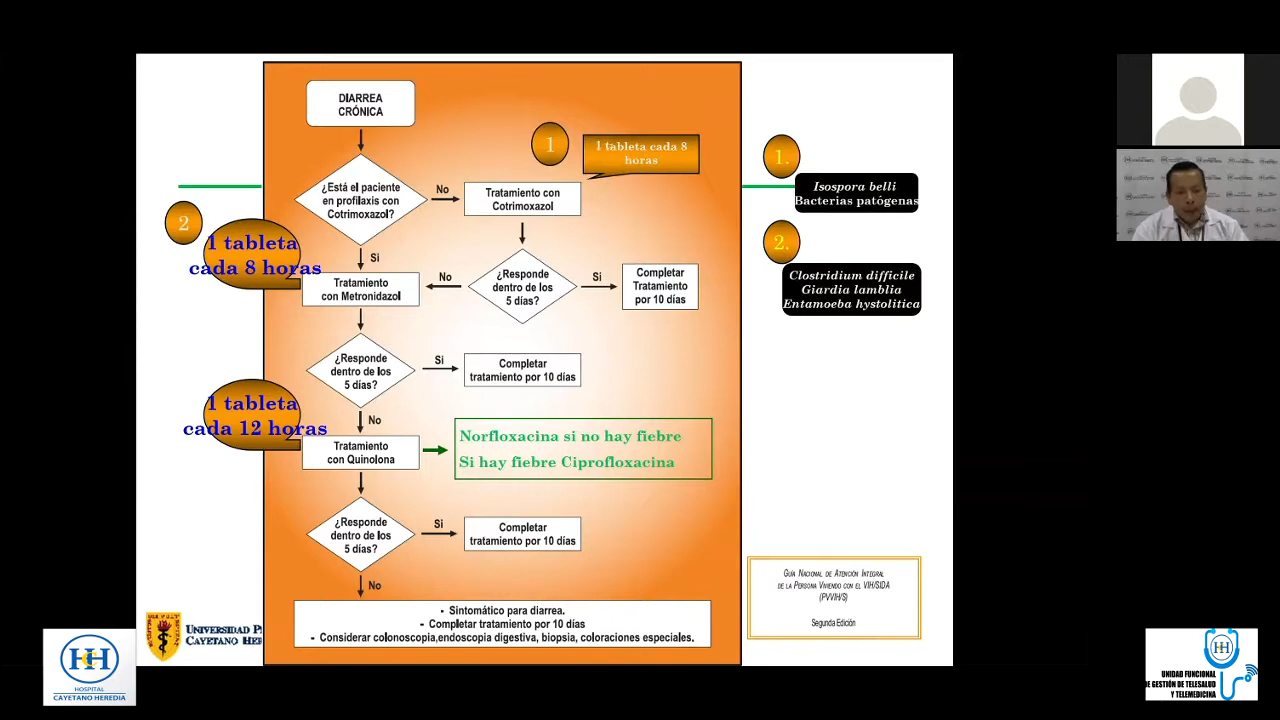 DIARREA
CRÓNICA
1
1 tableta cada 8
horas
1.
¿Está el paciente
en profilaxis con
Cotrimoxazol?
No
Tratamiento con
Cotrimoxazol
Isospora belli
Bacterias patógenas
2
1 tableta
cada 8 horas
Si
2.
Tratamiento
con Metronidazol
No
¿Responde
dentro de los
5 días?
Si
Completar
Tratamiento
por 10 días
Clostridium difficile
Giardia lamblia
Entamoeba hystolitica
¿Responde
dentro de los
5 días?
Si
Completar
tratamiento por 10 días
1 tableta
cada 12 horas
No
Tratamiento
con Quinolona
Norfloxacina si no hay fiebre
Si hay fiebre Ciprofloxacina
¿Responde
dentro de los
5 días?
Si
Completar
tratamiento por 10 días
No
- Sintomático para diarrea.
- Completar tratamiento por 10 días
- Considerar colonoscopia,endoscopia digestiva, biopsia, coloraciones especiales.
Guía Nacional de Atención Integral
de la Persona Viviendo con el VIH/SIDA
(PVVIH/S)
Segunda Edición
Universidad
Cayetano
HCH
HOSPITAL
CAYETANO HEREDIA
HCH
UNIDAD FUNCIONAL
DE GESTIÓN DE TELESALUD
Y TELEMEDICINA